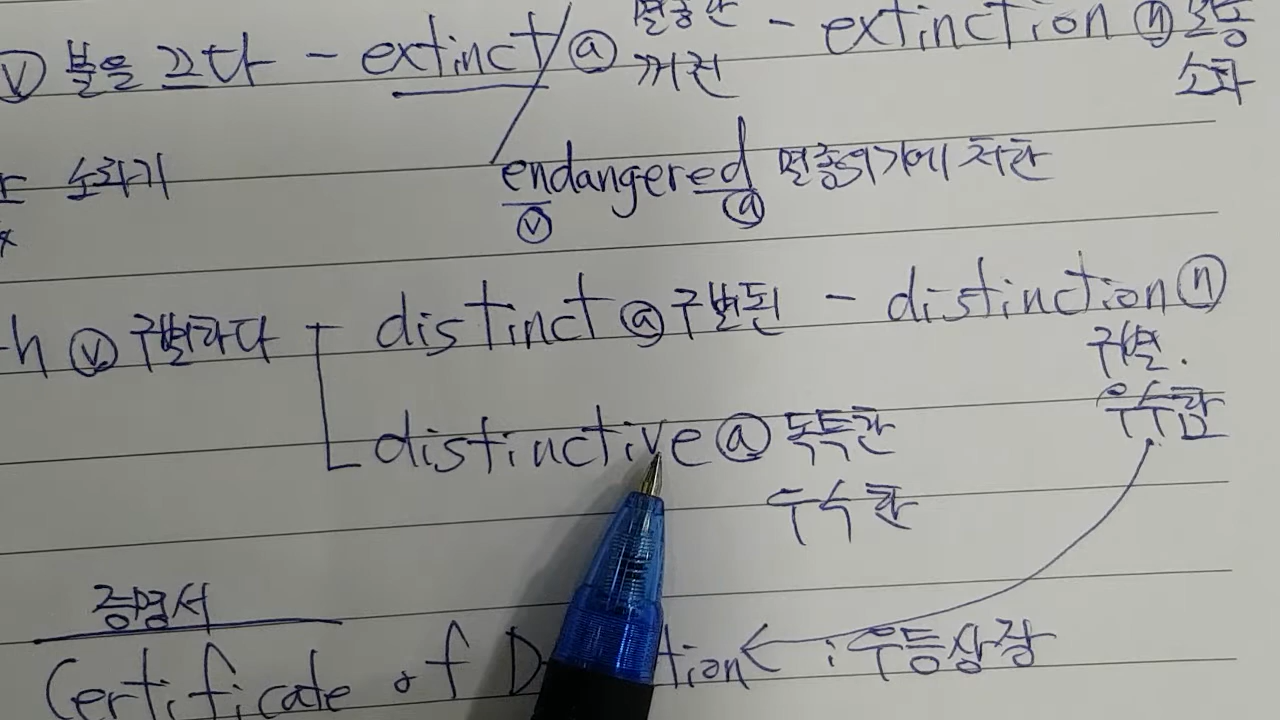 ⓥ 불을 끄다 - extinct ⓐ 멸종한 - extinction ⓝ 멸종
꺼진 소화
소화기 endangered 멸종위기에 처한
ⓥ ⓐ
h ⓥ 구별하다 distinct ⓐ 구별된 - distinction ⓝ
구별.
우수함
distinctive ⓐ 독특한
우수한
증명서
Certificate of D tion ← : 우등상장